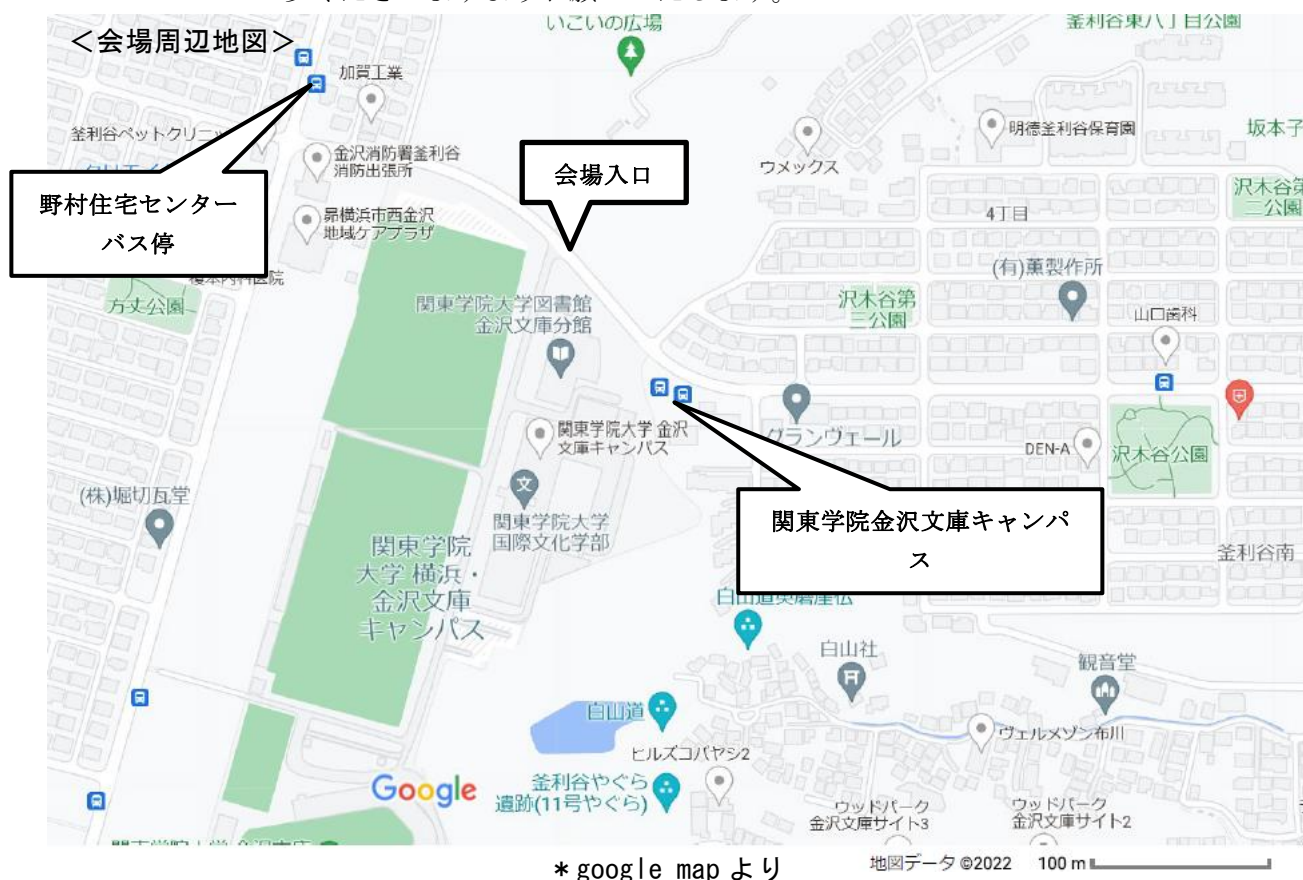 ＜会場周辺地図＞
いこいの広場
釜利谷東八丁目公園
加賀工業
釜利谷ペットクリニッ
金沢消防署釜利谷
消防出張所
会場入口
ウメックス
明徳釜利谷保育園
坂本子
野村住宅センター
バス停
昴横浜市西金沢
地域ケアプラザ
沢木谷第
二公園
4丁目
(有)薫製作所
方丈公園
関東学院大学図書館
金沢文庫分館
沢木谷第
三公園
山口歯科
関東学院大学 金沢
文庫キャンパス
グランヴェール
DEN-A
沢木谷公園
(株)堀切瓦堂
関東学院大学
国際文化学部
関東学院金沢文庫キャンパ
ス
関東学院
大学 横浜・
金沢文庫
キャンパス
釜利谷南
白山社
観音堂
白山道
ヴェルメゾン布川
ヒルズコバヤシ2
Google
釜利谷やぐら
遺跡(11号やぐら)
ウッドパーク
金沢文庫サイト3
ウッドパーク
金沢文庫サイト2
＊google map より
地図データ ©2022 100 m